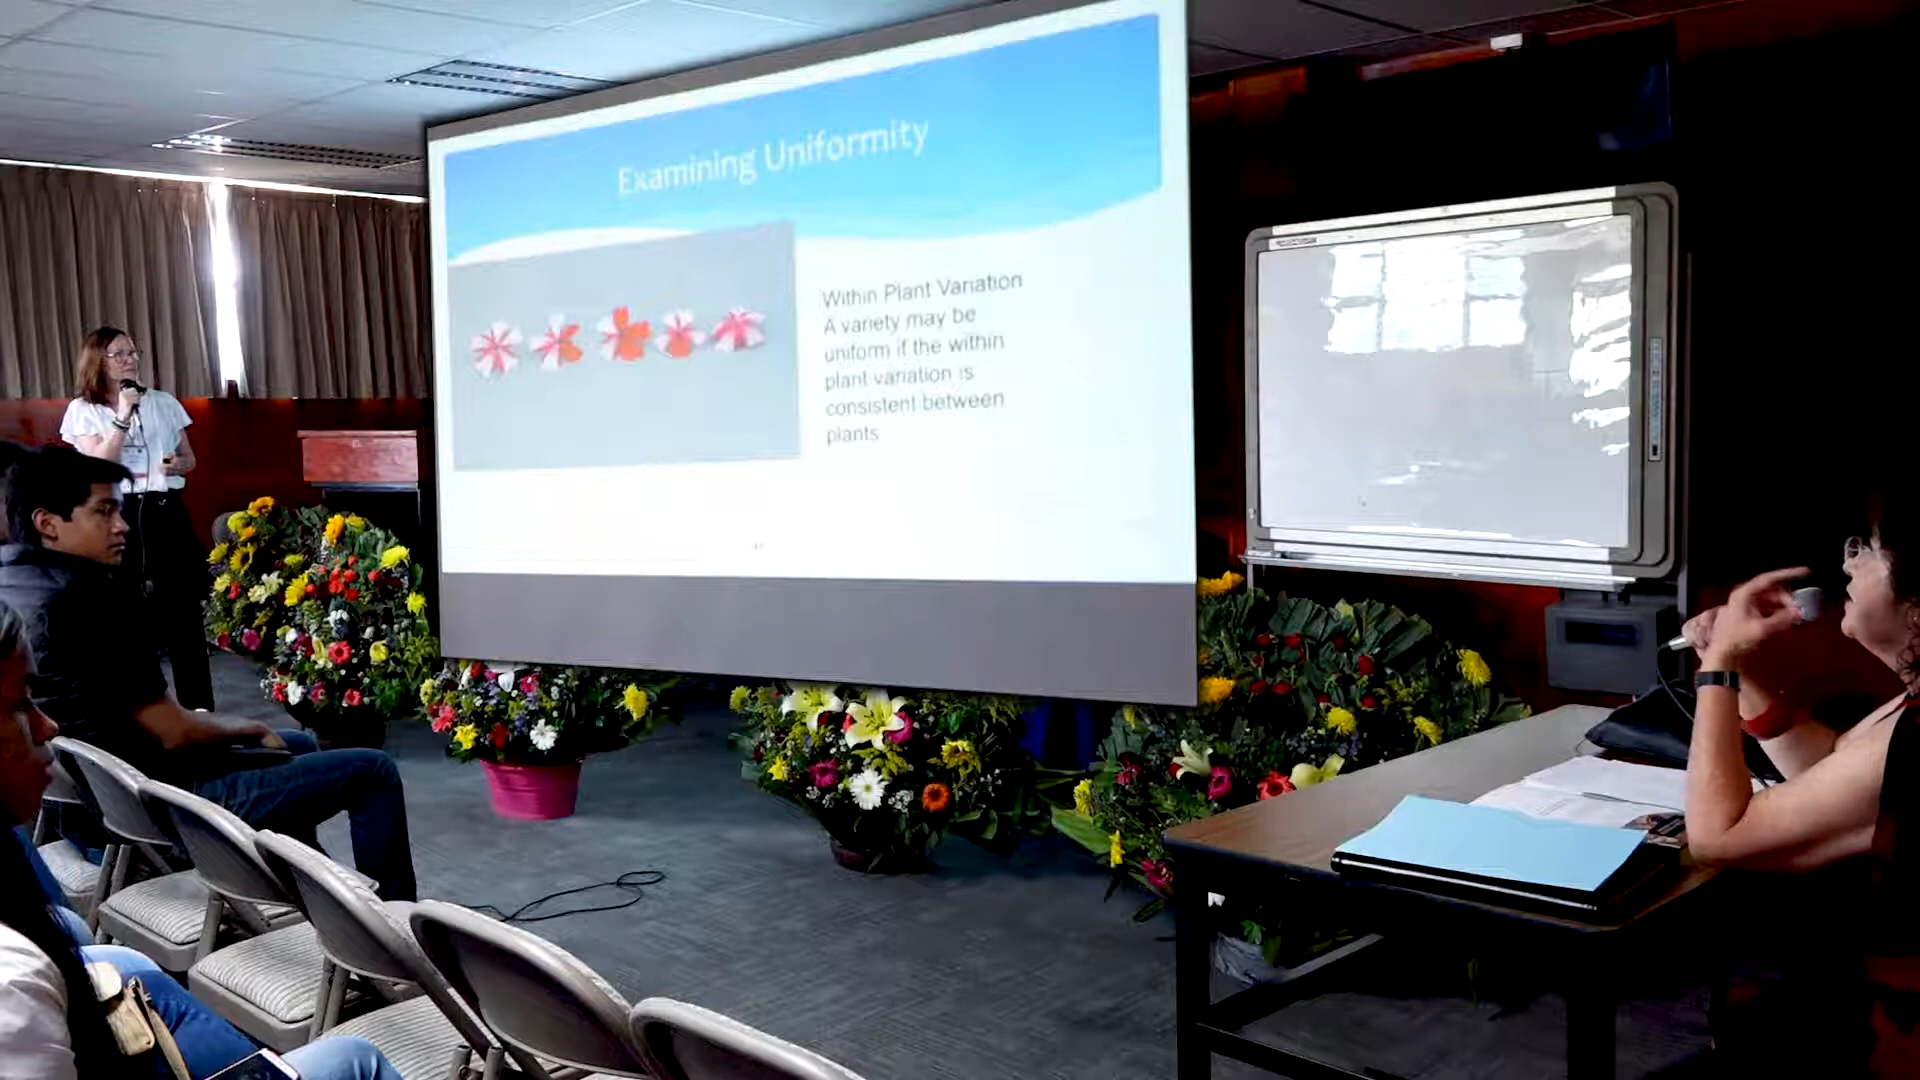 Examining Uniformity
Within Plant Variation
A variety may be
uniform if the within
plant variation is
consistent between
plants